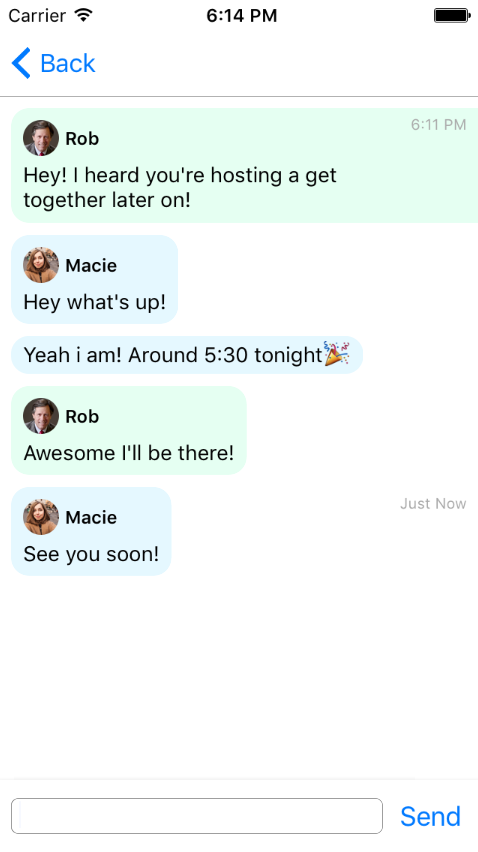 Carrier 6:14 PM
Back
Rob 6:11 PM
Hey! I heard you're hosting a get
together later on!
Macie
Hey what's up!
Yeah i am! Around 5:30 tonight🎉
Rob
Awesome I'll be there!
Macie Just Now
See you soon!
Send